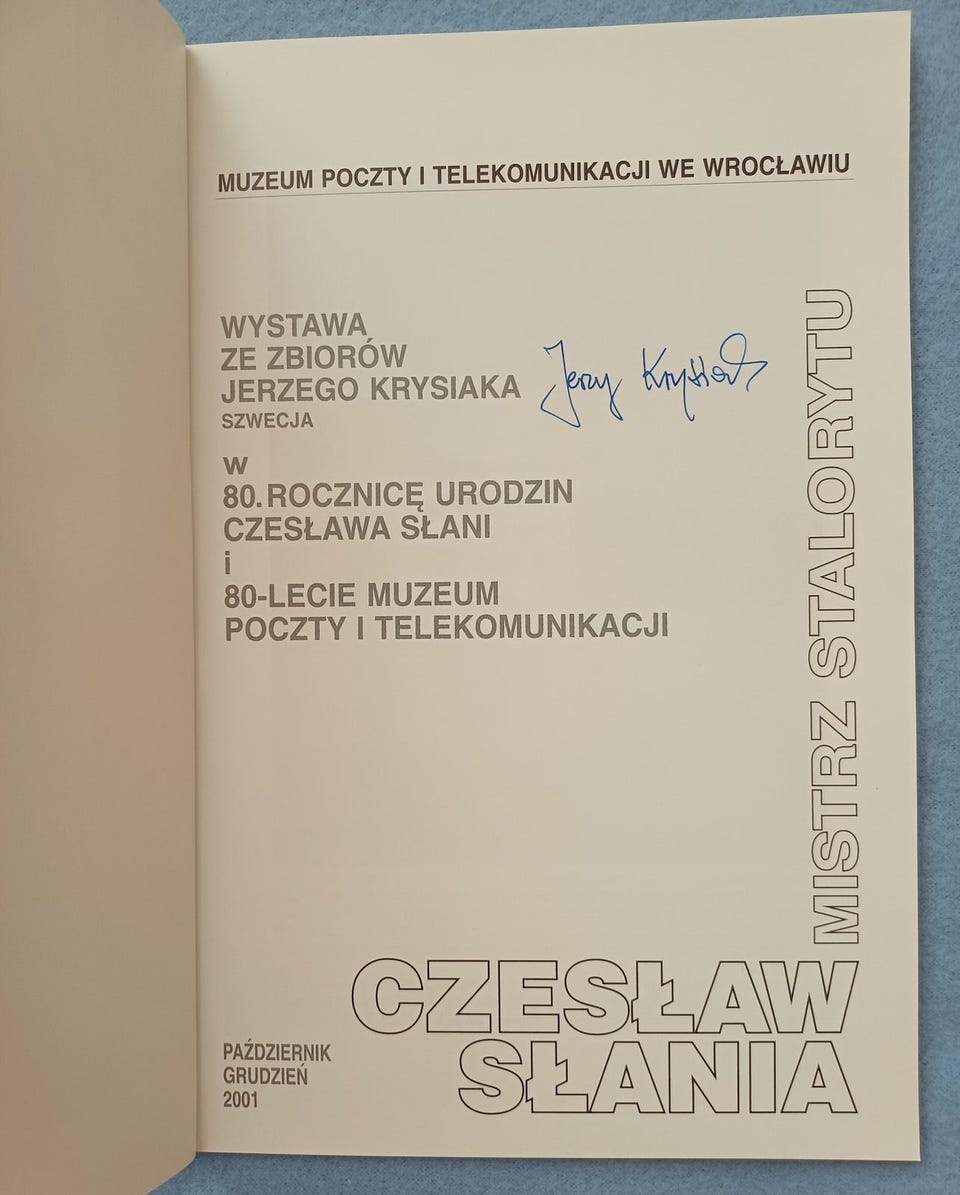 MUZEUM POCZTY I TELEKOMUNIKACJI WE WROCŁAWIU
WYSTAWA
ZE ZBIORÓW
JERZEGO KRYSIAKA
SZWECJA
Jerzy Krysiak
w
80. ROCZNICĘ URODZIN
CZESŁAWA SŁANI
i
80-LECIE MUZEUM
POCZTY I TELEKOMUNIKACJI
MISTRZ STALORYTU
CZESŁAW
SŁANIA
PAŹDZIERNIK
GRUDZIEŃ
2001